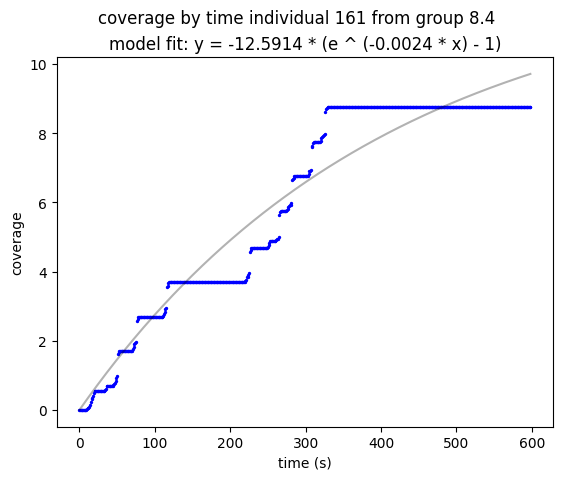 coverage by time individual 161 from group 8.4
model fit: y = -12.5914 * (e ^ (-0.0024 * x) - 1)
10
8
6
4
2
0
coverage
0 100 200 300 400 500 600
time (s)